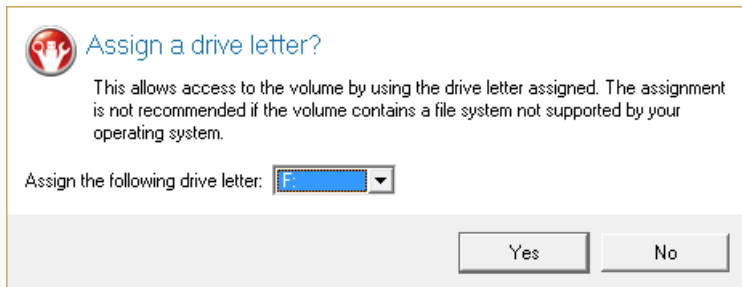 Assign a drive letter?
This allows access to the volume by using the drive letter assigned. The assignment
is not recommended if the volume contains a file system not supported by your
operating system.
Assign the following drive letter: F:
Yes No